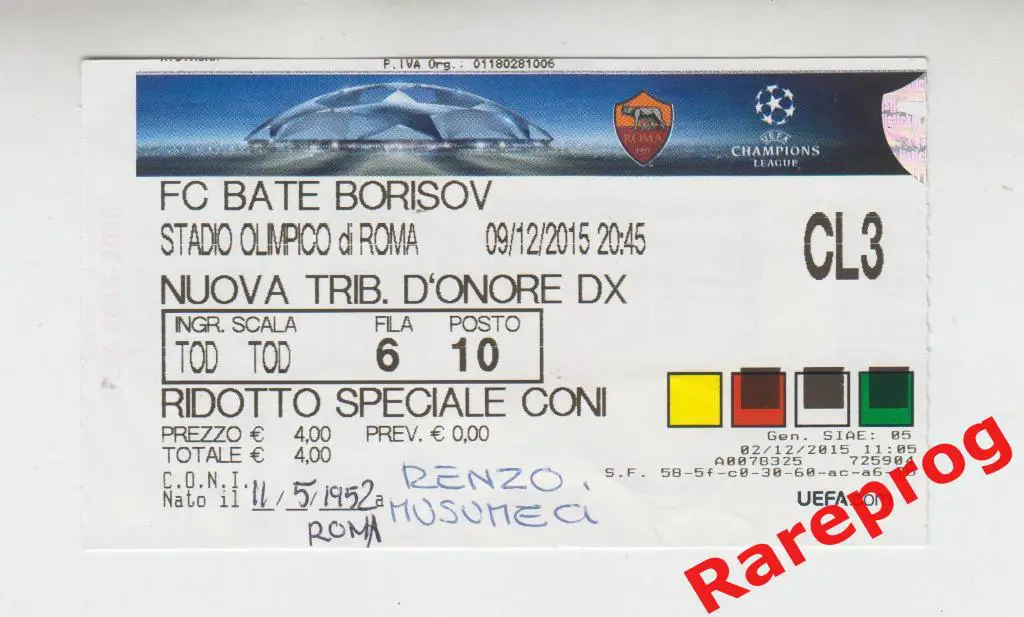 P.IVA Org.: 01180281006
ROMA
1927
UEFA
CHAMPIONS
LEAGUE
FC BATE BORISOV
STADIO OLIMPICO di ROMA 09/12/2015 20:45
CL3
NUOVA TRIB. D'ONORE DX
INGR. SCALA FILA POSTO
TOD TOD 6 10
RIDOTTO SPECIALE CONI
PREZZO € 4,00 PREV. € 0,00
TOTALE € 4,00
Gen. SIAE: 05
02/12/2015 11:05
A0078325 725904
S.F. 58-5f-c0-30-60-ac-a6-
C.O.N.I.
Nato il 11/5/1952 a
ROMA
RENZO.
MUSUMECI
UEFA.com
Rareprog